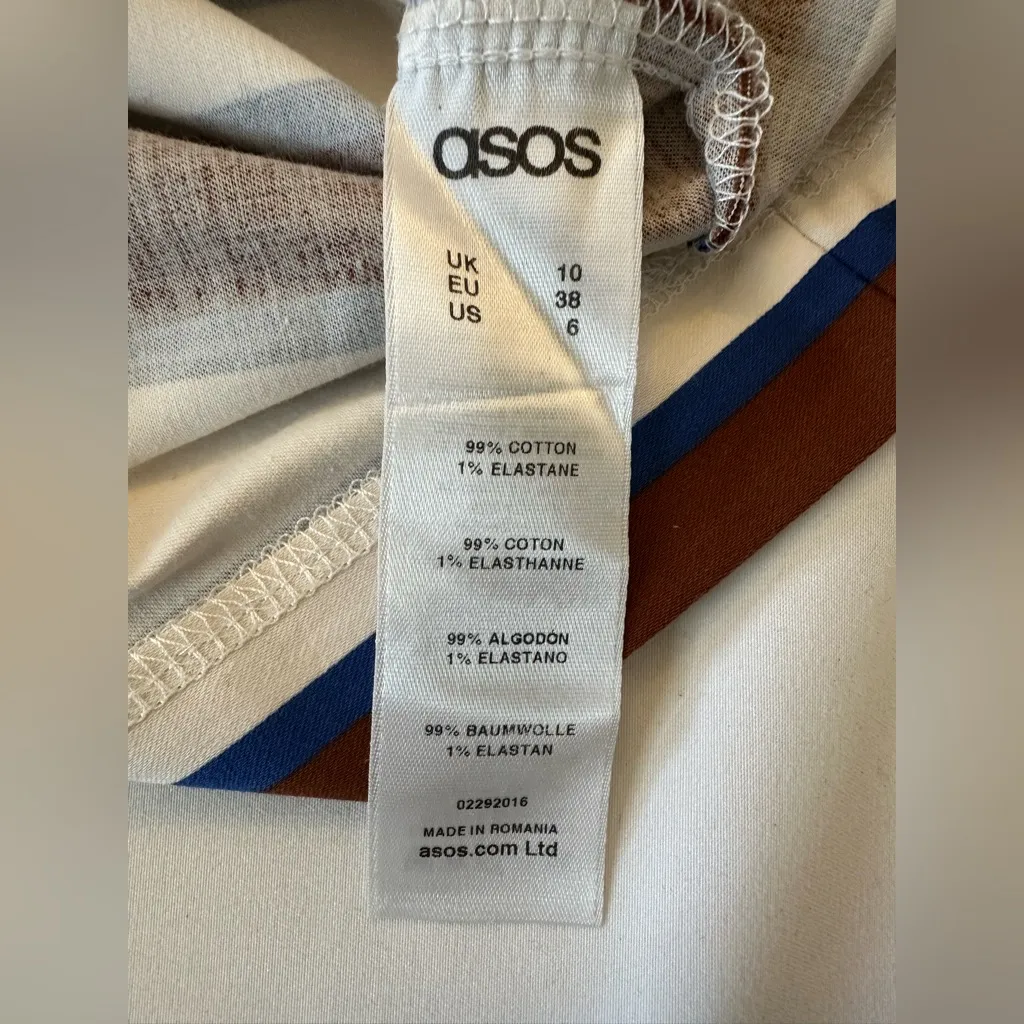 asos
UK 10
EU 38
US 6
99% COTTON
1% ELASTANE
99% COTON
1% ELASTHANNE
99% ALGODÓN
1% ELASTANO
99% BAUMWOLLE
1% ELASTAN
02292016
MADE IN ROMANIA
asos.com Ltd